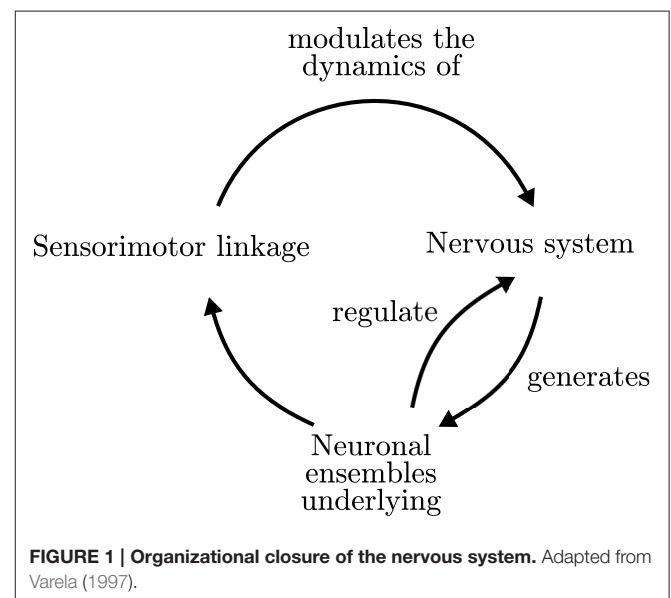 modulates the
dynamics of
Sensorimotor linkage
Nervous system
regulate
generates
Neuronal
ensembles
underlying
FIGURE 1 | Organizational closure of the nervous system. Adapted from
Varela (1997).